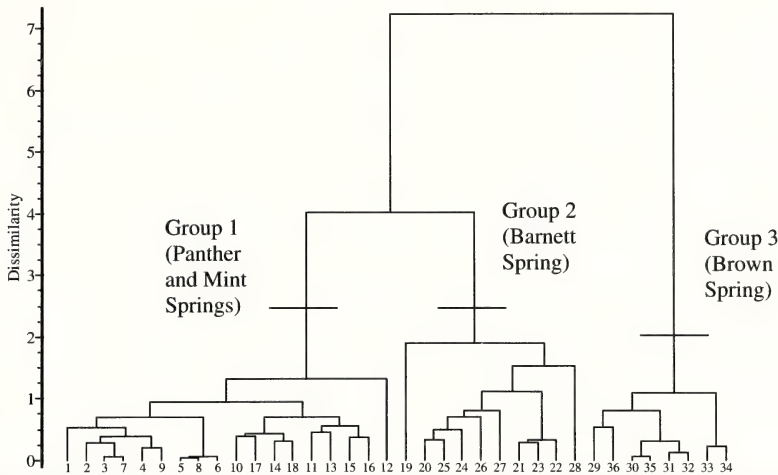 7
6
5
4
3
2
1
0
Dissimilarity
Group 1
(Panther
and Mint
Springs)
Group 2
(Barnett
Spring)
Group 3
(Brown
Spring)
1 2 3 7 4 9 5 8 6 10 17 14 18 11 13 15 16 12 19 20 25 24 26 27 21 23 22 28 29 36 30 35 31 32 33 34